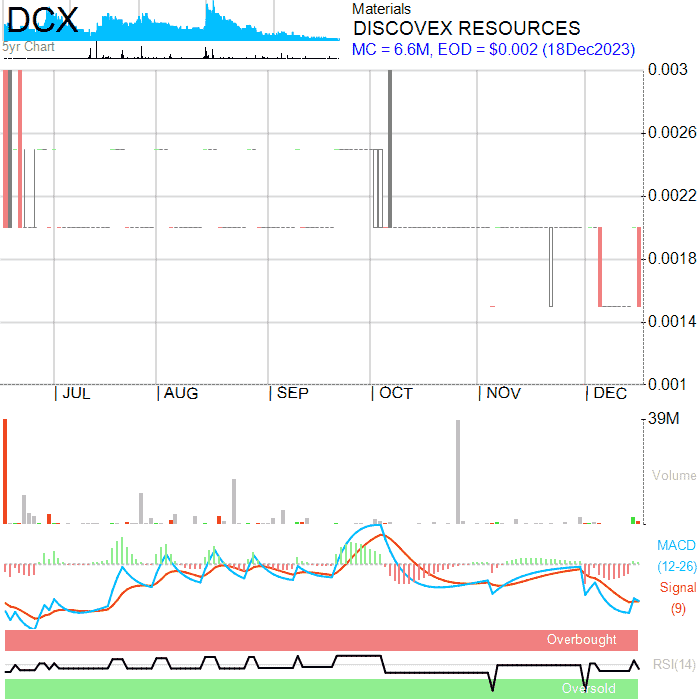 DCX
5yr Chart
Materials
DISCOVEX RESOURCES
MC = 6.6M, EOD = $0.002 (18Dec2023)
0.003
0.0026
0.0022
0.0018
0.0014
0.001
JUL AUG SEP OCT NOV DEC
39M
Volume
MACD
(12-26)
Signal
(9)
Overbought
RSI(14)
Oversold